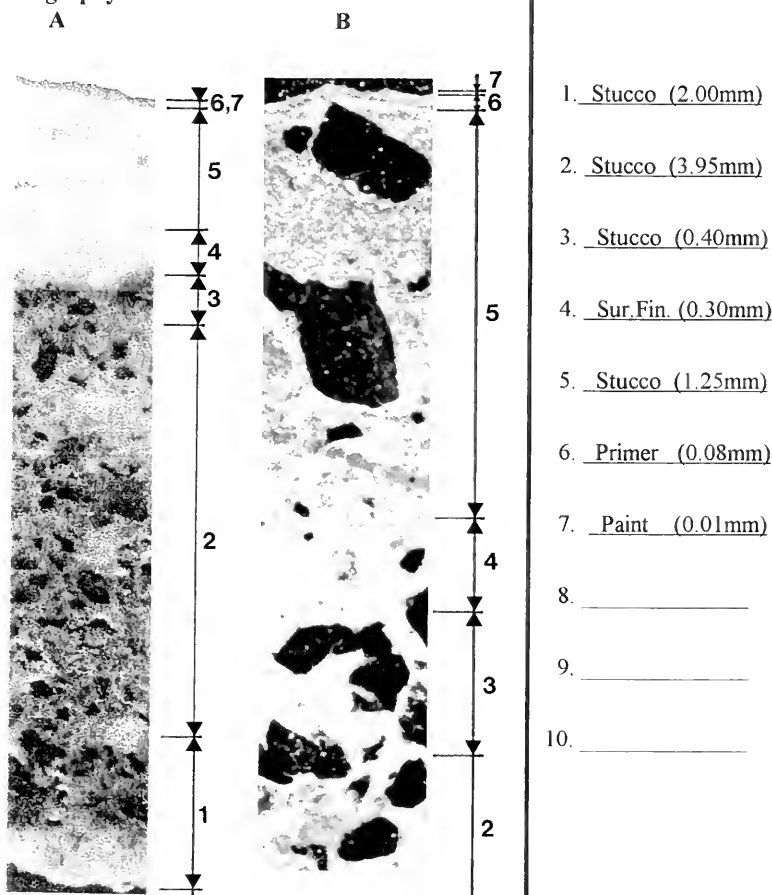 A B
6,7
5
4
3
2
1
7
6
5
4
3
2
1. Stucco (2.00mm)
2. Stucco (3.95mm)
3. Stucco (0.40mm)
4. Sur.Fin. (0.30mm)
5. Stucco (1.25mm)
6. Primer (0.08mm)
7. Paint (0.01mm)
8.
9.
10.